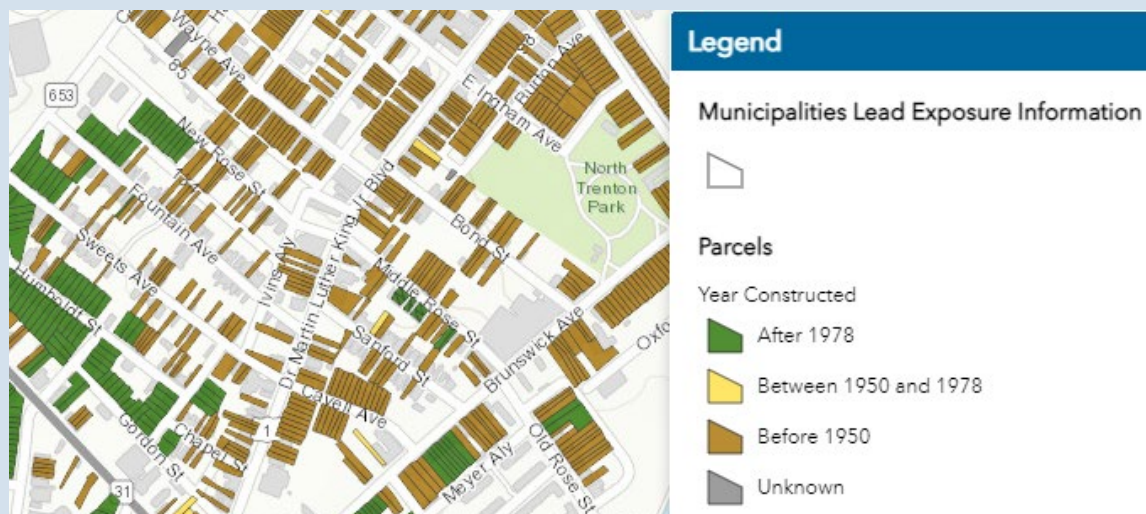 Wayne Ave
85
653
New Rose St
Fountain Ave
Sweets Ave
Humboldt St
Ivins Aly
Dr Martin Luther King Jr Blvd
E Ingham Ave
Burton Ave
North
Trenton
Park
Bond St
Middle Rose St
Sanford St
Brunswick Ave
Cavell Ave
Chapel St
Gordon St
1
31
Meyer Aly
Old Rose St
Legend
Municipalities Lead Exposure Information
Parcels
Year Constructed
After 1978
Between 1950 and 1978
Before 1950
Unknown